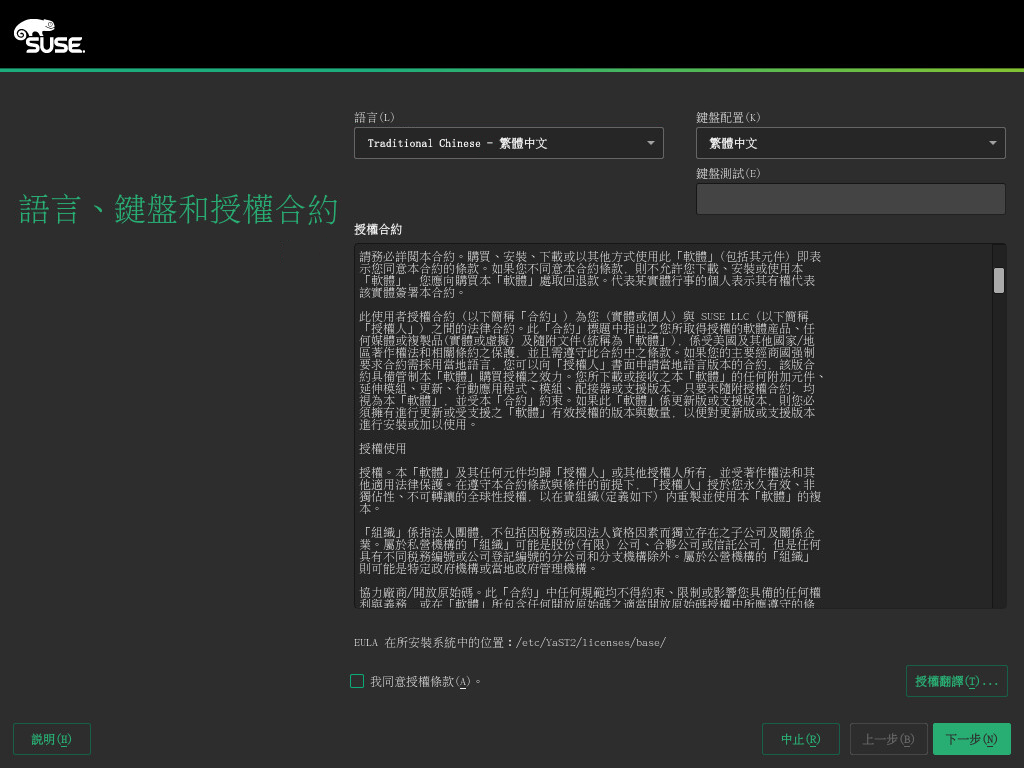 SUSE.
語言(L)
鍵盤配置(K)
Traditional Chinese - 繁體中文
繁體中文
鍵盤測試(E)
語言、鍵盤和授權合約
授權合約
請務必詳閱本合約。購買、安裝、下載或以其他方式使用此「軟體」(包括其元件) 即表
示您同意本合約的條款。如果您不同意本合約條款，則不允許您下載、安裝或使用本
「軟體」，您應向購買本「軟體」處取回退款。代表某實體行事的個人表示其有權代表
該實體簽署本合約。
此使用者授權合約 (以下簡稱「合約」) 為您 (實體或個人) 與 SUSE LLC (以下簡稱
「授權人」) 之間的法律合約。此「合約」標題中指出之您所取得授權的軟體產品、任
何媒體或複製品(實體或虛擬) 及隨附文件(統稱為「軟體」)，係受美國及其他國家/地
區著作權法和相關條約之保護，並且需遵守此合約中之條款。如果您的主要經商國強制
要求合約需採用當地語言，您可以向「授權人」書面申請當地語言版本的合約，該版合
約具備管制本「軟體」購買授權之效力。您所下載或接收之本「軟體」的任何附加元件、
延伸模組、更新、行動應用程式、模組、配接器或支援版本，只要未隨附授權合約，均
視為本「軟體」，並受本「合約」約束。如果此「軟體」係更新版或支援版本，則您必
須擁有進行更新或受支援之「軟體」有效授權的版本與數量，以便對更新版或支援版本
進行安裝或加以使用。
授權使用
授權。本「軟體」及其任何元件均歸「授權人」或其他授權人所有，並受著作權法和其
他適用法律保護。在遵守本合約條款與條件的前提下，「授權人」授於您永久有效、非
獨佔性、不可轉讓的全球性授權，以在貴組織(定義如下) 內重製並使用本「軟體」的複
本。
「組織」係指法人團體，不包括因稅務或因法人資格因素而獨立存在之子公司及關係企
業。屬於私營機構的「組織」可能是股份(有限) 公司、合夥公司或信託公司，但是任何
具有不同稅務編號或公司登記編號的分公司和分支機構除外。屬於公營機構的「組織」
則可能是特定政府機構或當地政府管理機構。
協力廠商/開放原始碼。此「合約」中任何規範均不得約束、限制或影響您具備的任何權
利與義務，或在「軟體」所包含任何開放原始碼之適當開放原始碼授權中所應遵守的條
EULA 在所安裝系統中的位置：/etc/YaST2/licenses/base/
我同意授權條款(A)。
授權翻譯(T)...
說明(H)
中止(R)
上一步(B)
下一步(N)